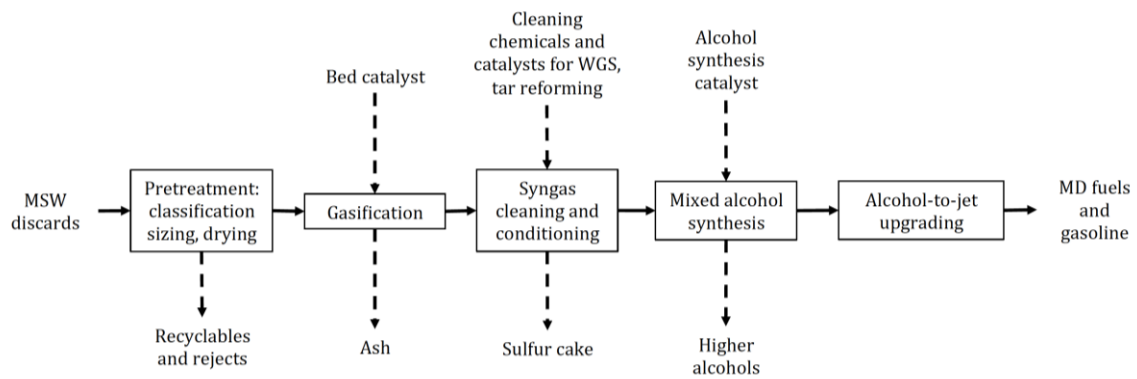 Cleaning
chemicals and
catalysts for WGS,
tar reforming
Alcohol
synthesis
catalyst
Bed catalyst
MSW
discards
Pretreatment:
classification
sizing, drying
Gasification
Syngas
cleaning and
conditioning
Mixed alcohol
synthesis
Alcohol-to-jet
upgrading
MD fuels
and
gasoline
Recyclables
and rejects
Ash
Sulfur cake
Higher
alcohols